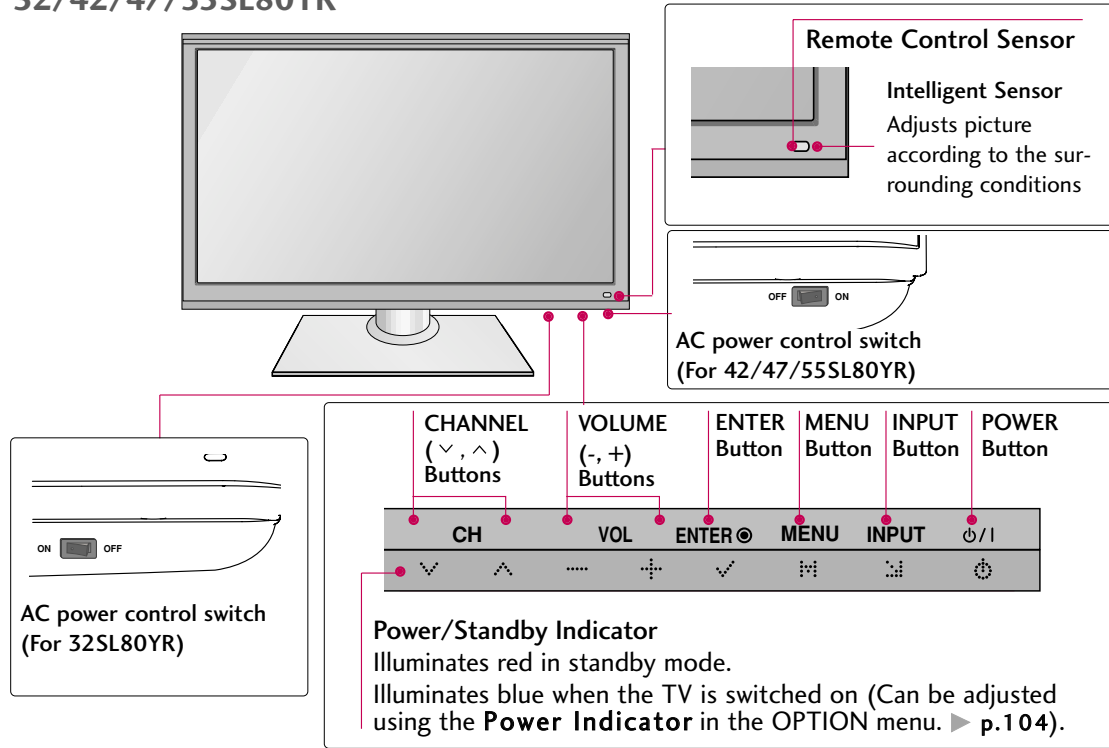 32/42/47/55SL80YR
Remote Control Sensor
Intelligent Sensor
Adjusts picture
according to the sur-
rounding conditions
OFF ON
AC power control switch
(For 42/47/55SL80YR)
ON OFF
AC power control switch
(For 32SL80YR)
CHANNEL
(﹀, ︿)
Buttons
VOLUME
(-, +)
Buttons
ENTER
Button
MENU
Button
INPUT
Button
POWER
Button
CH VOL ENTER◉ MENU INPUT ⏻/I
Power/Standby Indicator
Illuminates red in standby mode.
Illuminates blue when the TV is switched on (Can be adjusted
using the Power Indicator in the OPTION menu. ▶ p.104).